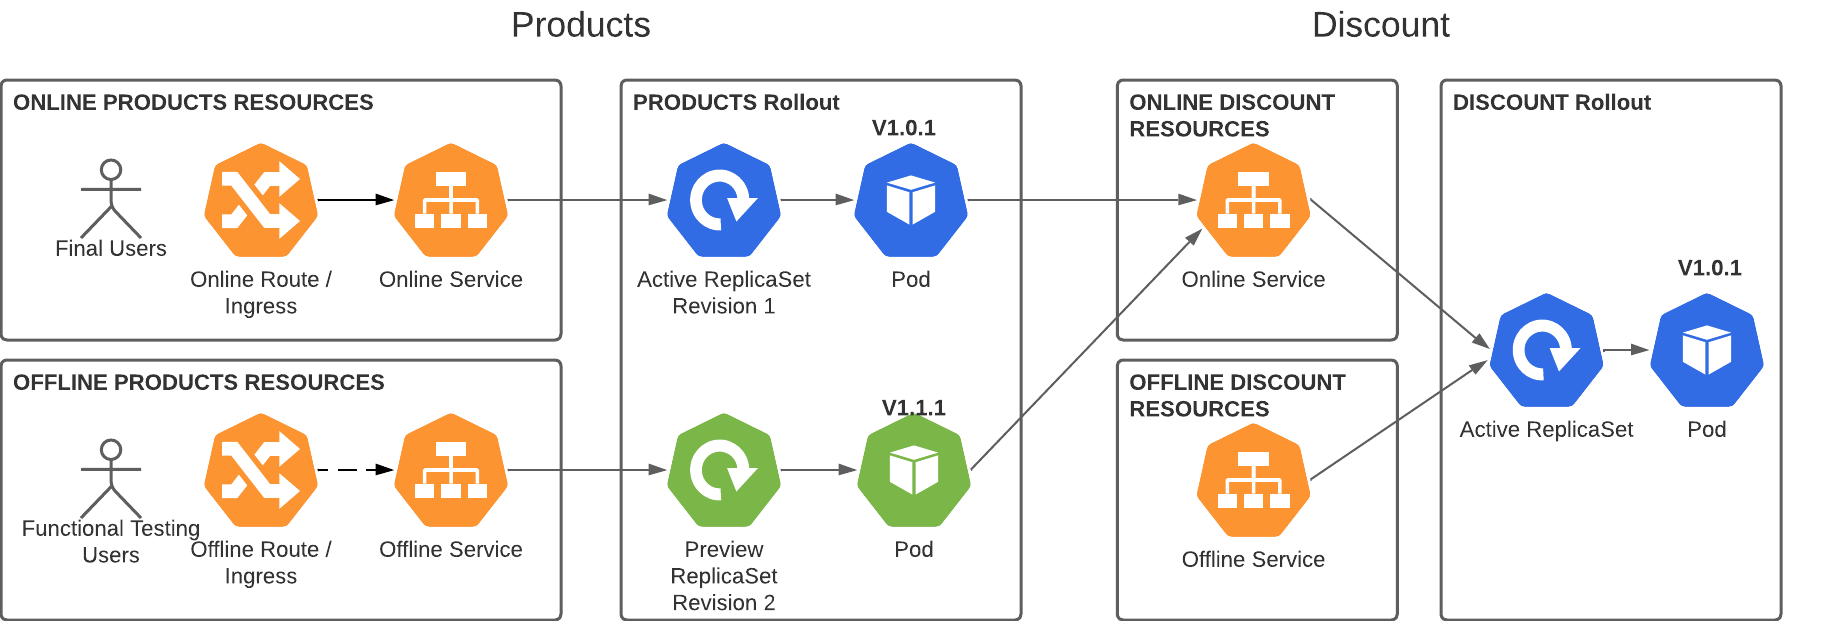 Products
Discount
ONLINE PRODUCTS RESOURCES
Final Users
Online Route /
Ingress
Online Service
PRODUCTS Rollout
V1.0.1
Active ReplicaSet
Revision 1
Pod
ONLINE DISCOUNT
RESOURCES
Online Service
DISCOUNT Rollout
V1.0.1
Active ReplicaSet
Pod
OFFLINE PRODUCTS RESOURCES
Functional Testing
Users
Offline Route /
Ingress
Offline Service
V1.1.1
Preview
ReplicaSet
Revision 2
Pod
OFFLINE DISCOUNT
RESOURCES
Offline Service